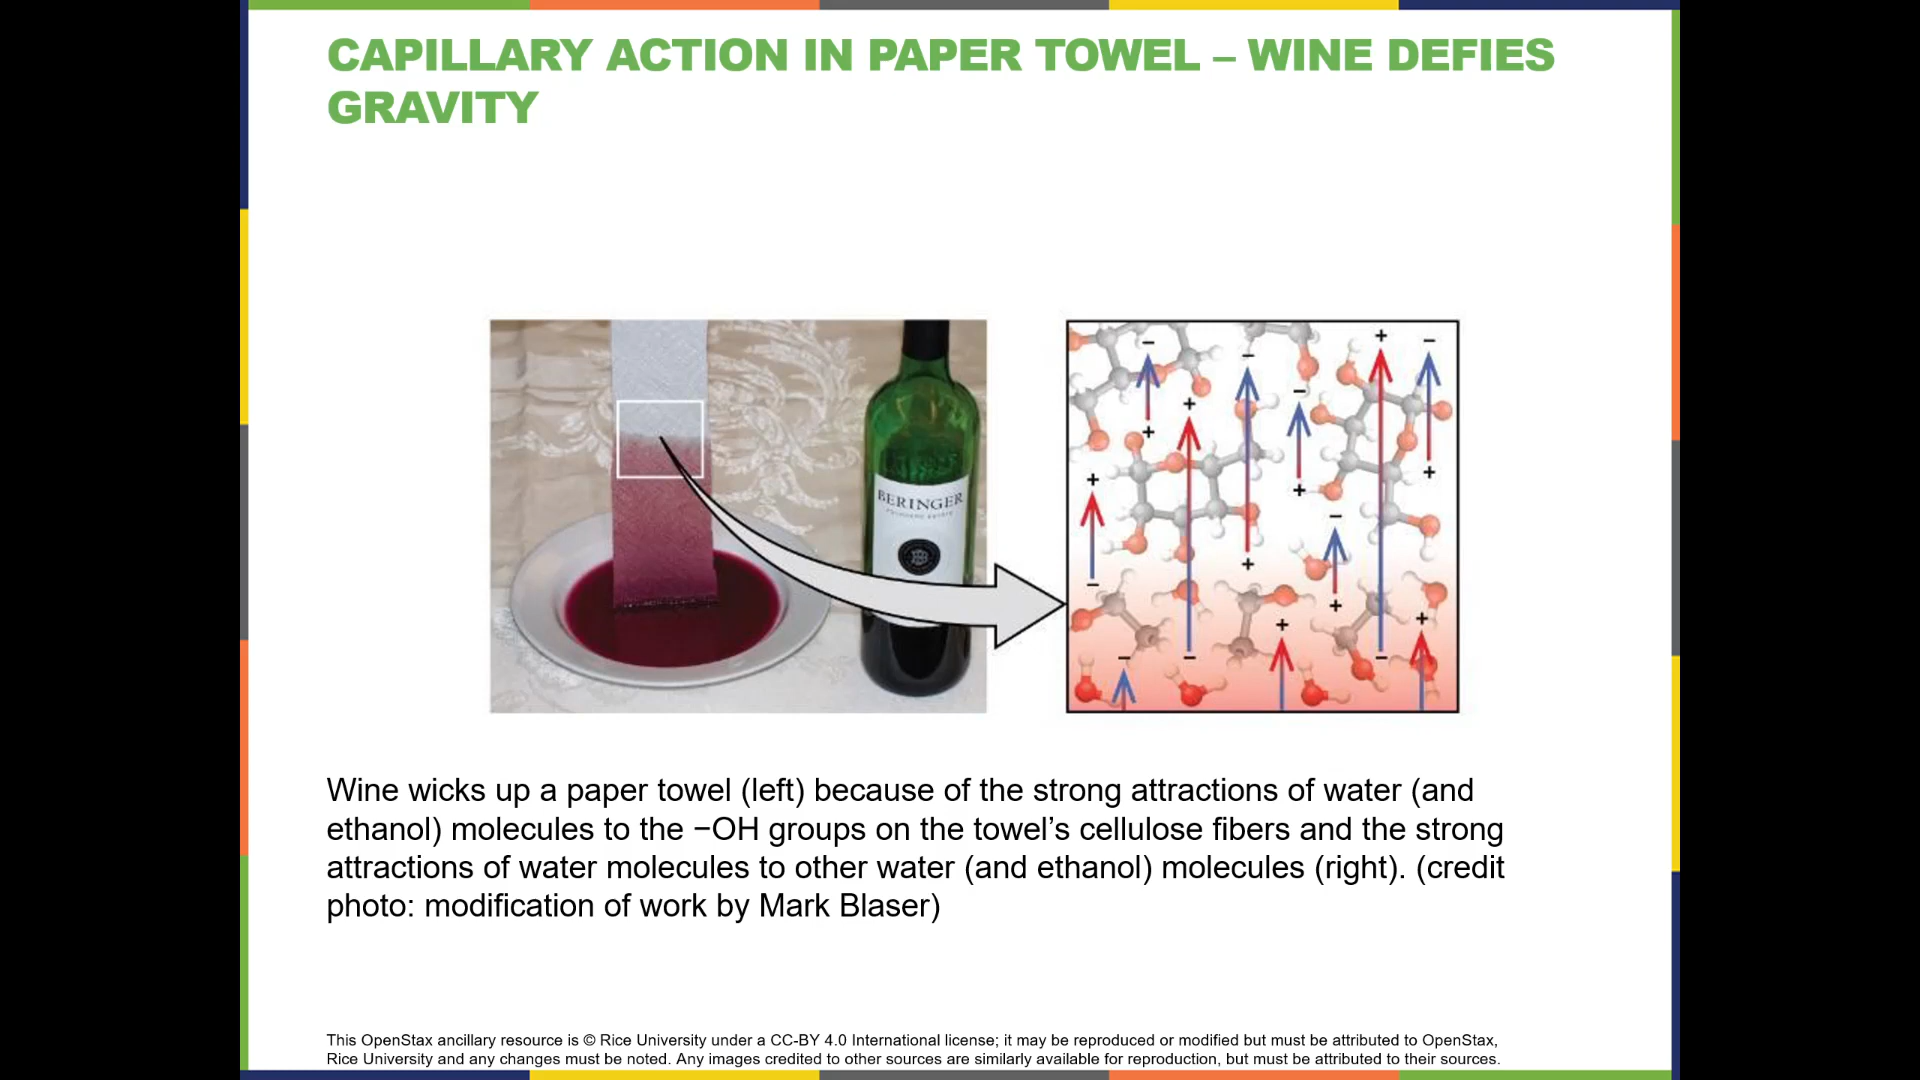 CAPILLARY ACTION IN PAPER TOWEL – WINE DEFIES
GRAVITY
BERINGER
Wine wicks up a paper towel (left) because of the strong attractions of water (and
ethanol) molecules to the −OH groups on the towel’s cellulose fibers and the strong
attractions of water molecules to other water (and ethanol) molecules (right). (credit
photo: modification of work by Mark Blaser)
This OpenStax ancillary resource is © Rice University under a CC-BY 4.0 International license; it may be reproduced or modified but must be attributed to OpenStax,
Rice University and any changes must be noted. Any images credited to other sources are similarly available for reproduction, but must be attributed to their sources.